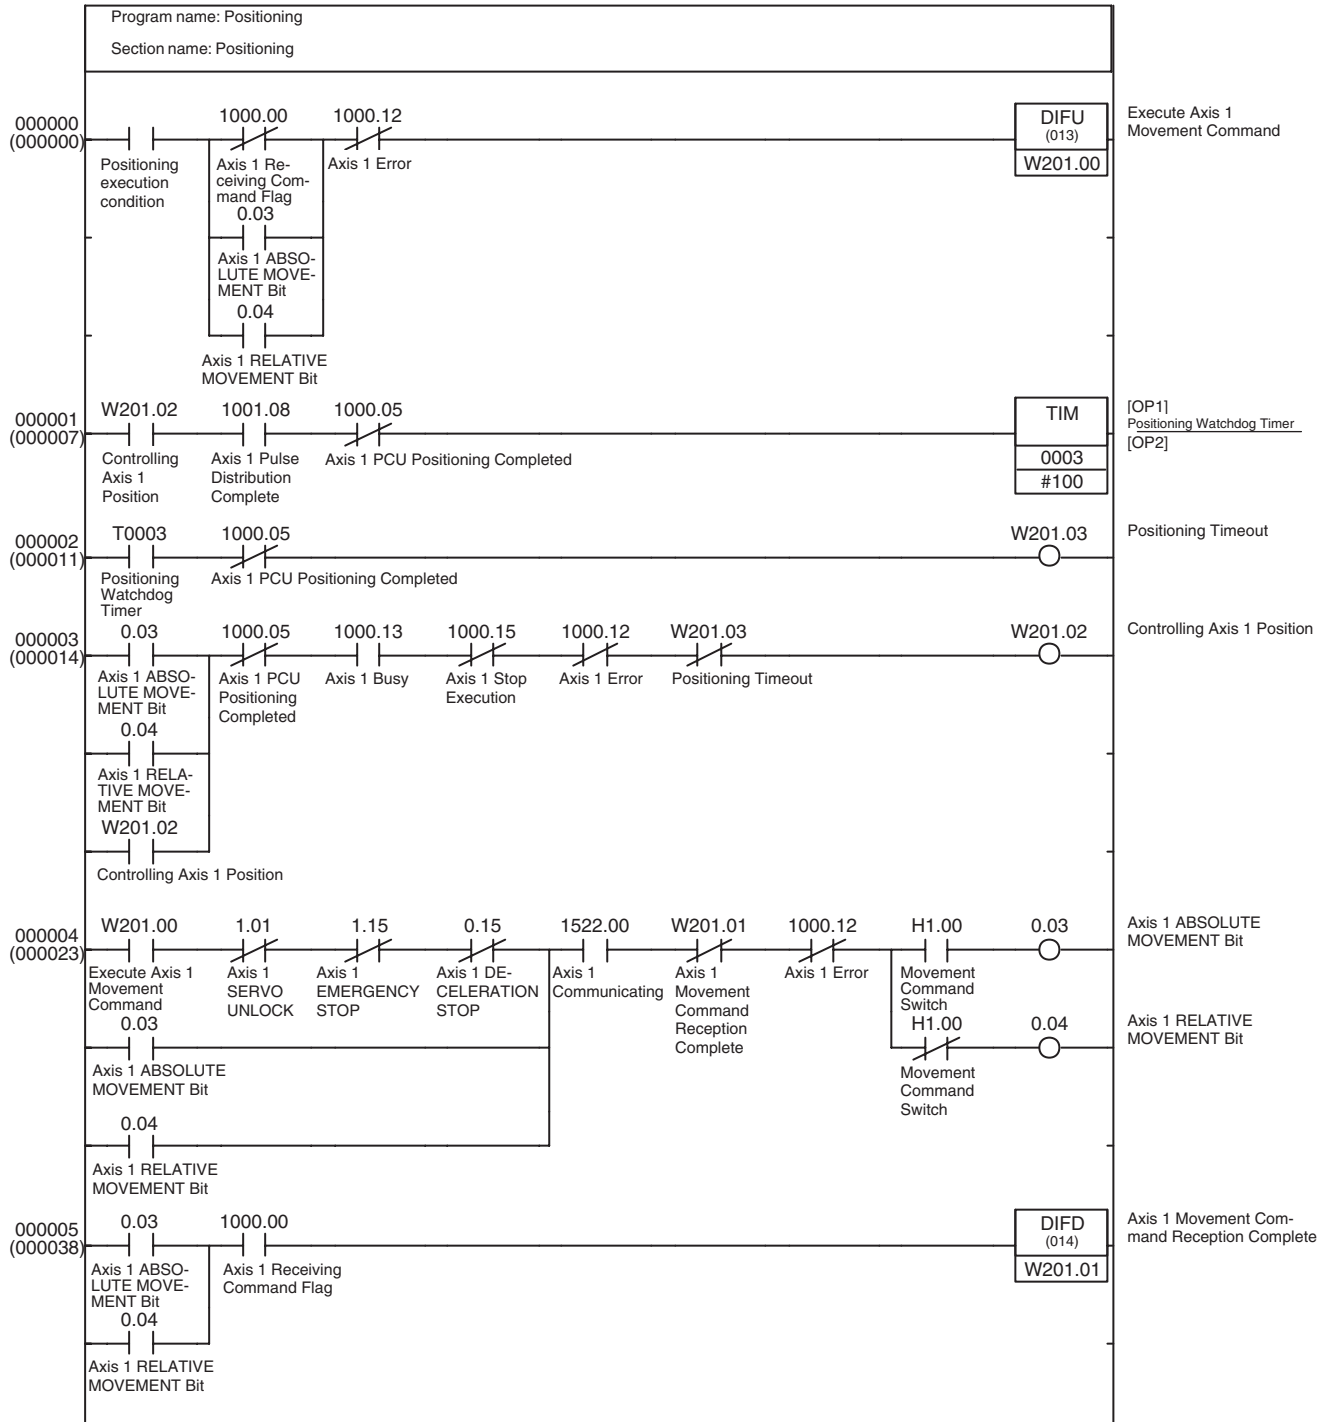 Program name: Positioning
Section name: Positioning
000000
(000000)
1000.00
1000.12
DIFU
(013)
W201.00
Execute Axis 1
Movement Command
Positioning
execution
condition
Axis 1 Re-
ceiving Com-
mand Flag
Axis 1 Error
0.03
Axis 1 ABSO-
LUTE MOVE-
MENT Bit
0.04
Axis 1 RELATIVE
MOVEMENT Bit
000001
(000007)
W201.02
1001.08
1000.05
TIM
0003
#100
[OP1]
Positioning Watchdog Timer
[OP2]
Controlling
Axis 1
Position
Axis 1 Pulse
Distribution
Complete
Axis 1 PCU Positioning Completed
000002
(000011)
T0003
1000.05
W201.03
Positioning Timeout
Positioning
Watchdog
Timer
Axis 1 PCU Positioning Completed
000003
(000014)
0.03
1000.05
1000.13
1000.15
1000.12
W201.03
W201.02
Controlling Axis 1 Position
Axis 1 ABSO-
LUTE MOVE-
MENT Bit
Axis 1 PCU
Positioning
Completed
Axis 1 Busy
Axis 1 Stop
Execution
Axis 1 Error
Positioning Timeout
0.04
Axis 1 RELA-
TIVE MOVE-
MENT Bit
W201.02
Controlling Axis 1 Position
000004
(000023)
W201.00
1.01
1.15
0.15
1522.00
W201.01
1000.12
H1.00
0.03
Axis 1 ABSOLUTE
MOVEMENT Bit
Execute Axis 1
Movement
Command
Axis 1
SERVO
UNLOCK
Axis 1
EMERGENCY
STOP
Axis 1 DE-
CELERATION
STOP
Axis 1
Communicating
Axis 1
Movement
Command
Reception
Complete
Axis 1 Error
Movement
Command
Switch
0.03
Axis 1 ABSOLUTE
MOVEMENT Bit
H1.00
0.04
Axis 1 RELATIVE
MOVEMENT Bit
Movement
Command
Switch
0.04
Axis 1 RELATIVE
MOVEMENT Bit
000005
(000038)
0.03
1000.00
DIFD
(014)
W201.01
Axis 1 Movement Com-
mand Reception Complete
Axis 1 ABSO-
LUTE MOVE-
MENT Bit
Axis 1 Receiving
Command Flag
0.04
Axis 1 RELATIVE
MOVEMENT Bit